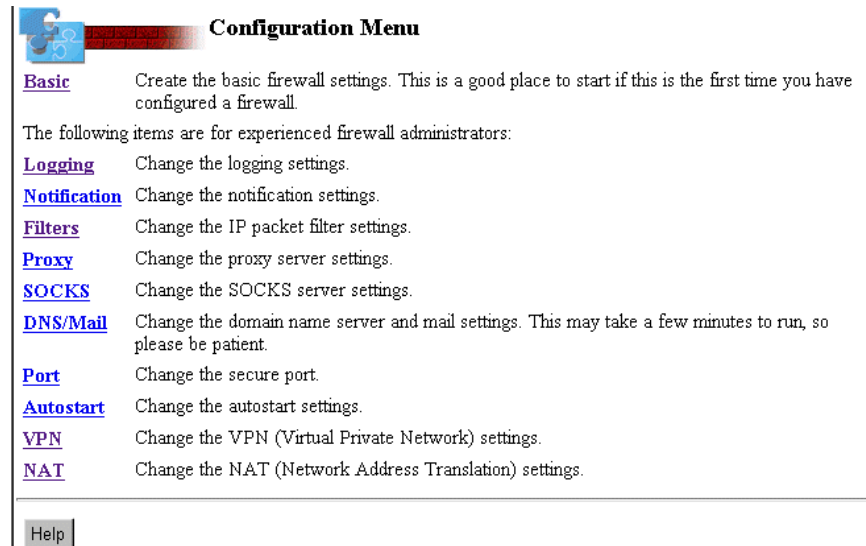 Configuration Menu
Basic Create the basic firewall settings. This is a good place to start if this is the first time you have
configured a firewall.
The following items are for experienced firewall administrators:
Logging Change the logging settings.
Notification Change the notification settings.
Filters Change the IP packet filter settings.
Proxy Change the proxy server settings.
SOCKS Change the SOCKS server settings.
DNS/Mail Change the domain name server and mail settings. This may take a few minutes to run, so
please be patient.
Port Change the secure port.
Autostart Change the autostart settings.
VPN Change the VPN (Virtual Private Network) settings.
NAT Change the NAT (Network Address Translation) settings.
Help